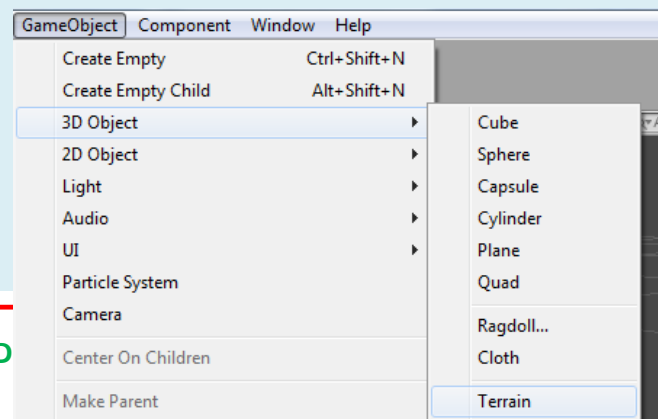 GameObject Component Window Help
Create Empty Ctrl+Shift+N
Create Empty Child Alt+Shift+N
3D Object
2D Object
Light
Audio
UI
Particle System
Camera
Center On Children
Make Parent
Cube
Sphere
Capsule
Cylinder
Plane
Quad
Ragdoll...
Cloth
Terrain